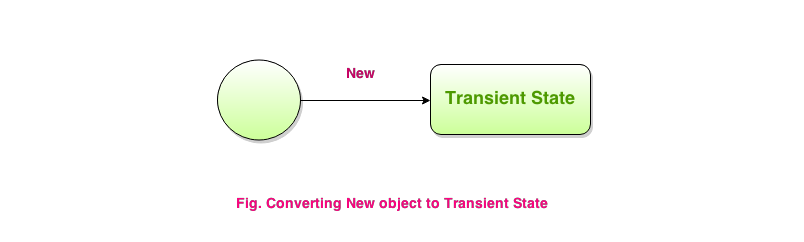 New
Transient State
Fig. Converting New object to Transient State